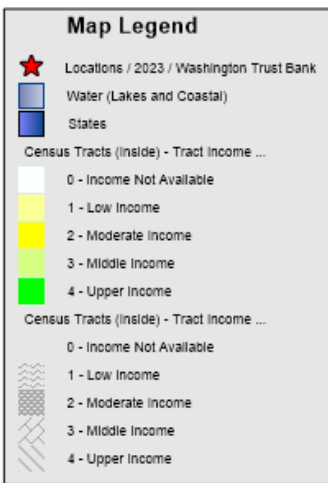 Map Legend
Locations / 2023 / Washington Trust Bank
Water (Lakes and Coastal)
States
Census Tracts (Inside) - Tract Income ...
0 - Income Not Available
1 - Low Income
2 - Moderate Income
3 - Middle Income
4 - Upper Income
Census Tracts (Inside) - Tract Income ...
0 - Income Not Available
1 - Low Income
2 - Moderate Income
3 - Middle Income
4 - Upper Income